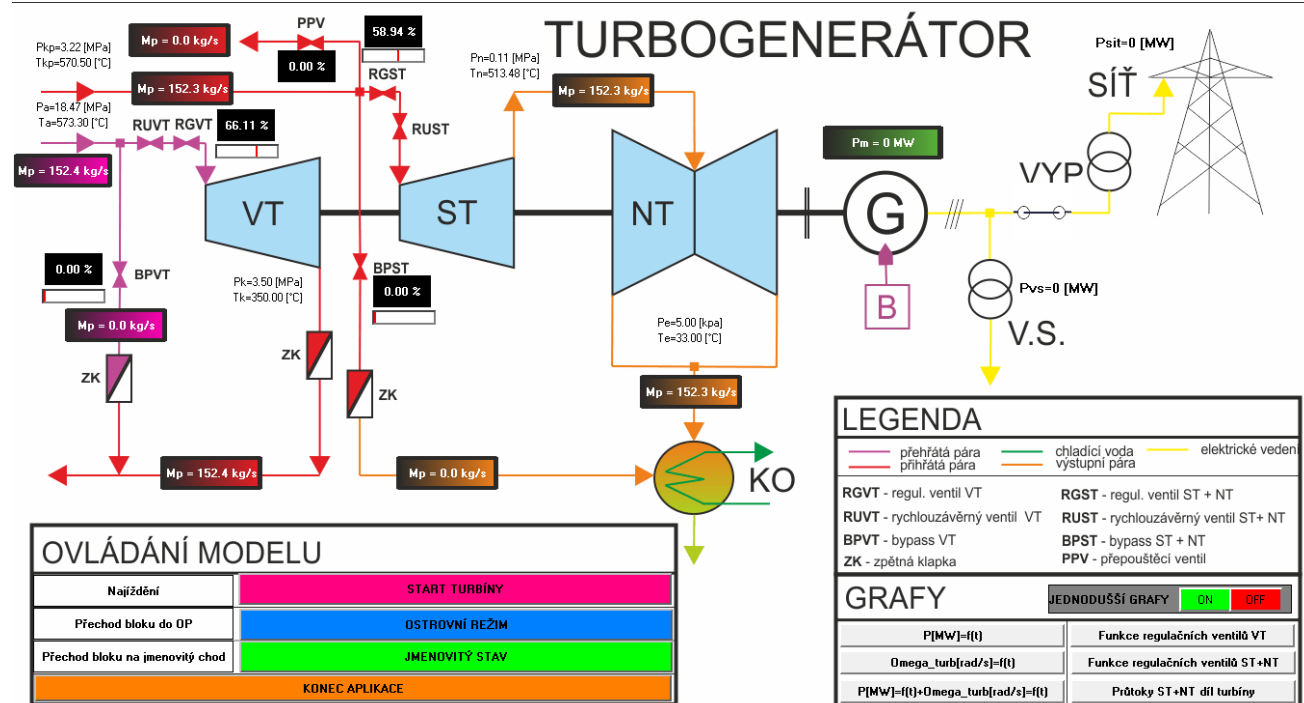 TURBOGENERÁTOR
PPV
58.94 %
Mp = 0.0 kg/s
0.00 %
RGST
Pkp=3.22 [MPa]
Tkp=570.50 [°C]
Mp = 152.3 kg/s
Pn=0.11 [MPa]
Tn=513.48 [°C]
Mp = 152.3 kg/s
Psit=0 [MW]
SÍŤ
Pa=18.47 [MPa]
Ta=573.30 [°C]
RUVT
RGVT
66.11 %
RUST
Mp = 152.4 kg/s
Pm = 0 MW
VYP
VT
ST
NT
G
0.00 %
BPVT
BPST
0.00 %
Pk=3.50 [MPa]
Tk=350.00 [°C]
Pvs=0 [MW]
B
V.S.
Mp = 0.0 kg/s
Pe=5.00 [kpa]
Te=33.00 [°C]
ZK
ZK
ZK
Mp = 152.3 kg/s
Mp = 152.4 kg/s
Mp = 0.0 kg/s
KO
LEGENDA
přehřátá pára
chladící voda
elektrické vedení
přihřátá pára
výstupní pára
RGVT - regul. ventil VT
RGST - regul. ventil ST + NT
RUVT - rychlouzávěrný ventil VT
RUST - rychlouzávěrný ventil ST+ NT
BPVT - bypass VT
BPST - bypass ST + NT
ZK - zpětná klapka
PPV - přepouštěcí ventil
OVLÁDÁNÍ MODELU
Najíždění
START TURBÍNY
Přechod bloku do OP
OSTROVNÍ REŽIM
Přechod bloku na jmenovitý chod
JMENOVITÝ STAV
KONEC APLIKACE
GRAFY
JEDNODUŠŠÍ GRAFY
ON
OFF
P[MW]=f(t)
Funkce regulačních ventilů VT
Omega_turb[rad/s]=f(t)
Funkce regulačních ventilů ST+NT
P[MW]=f(t)+Omega_turb[rad/s]=f(t)
Průtoky ST+NT díl turbíny